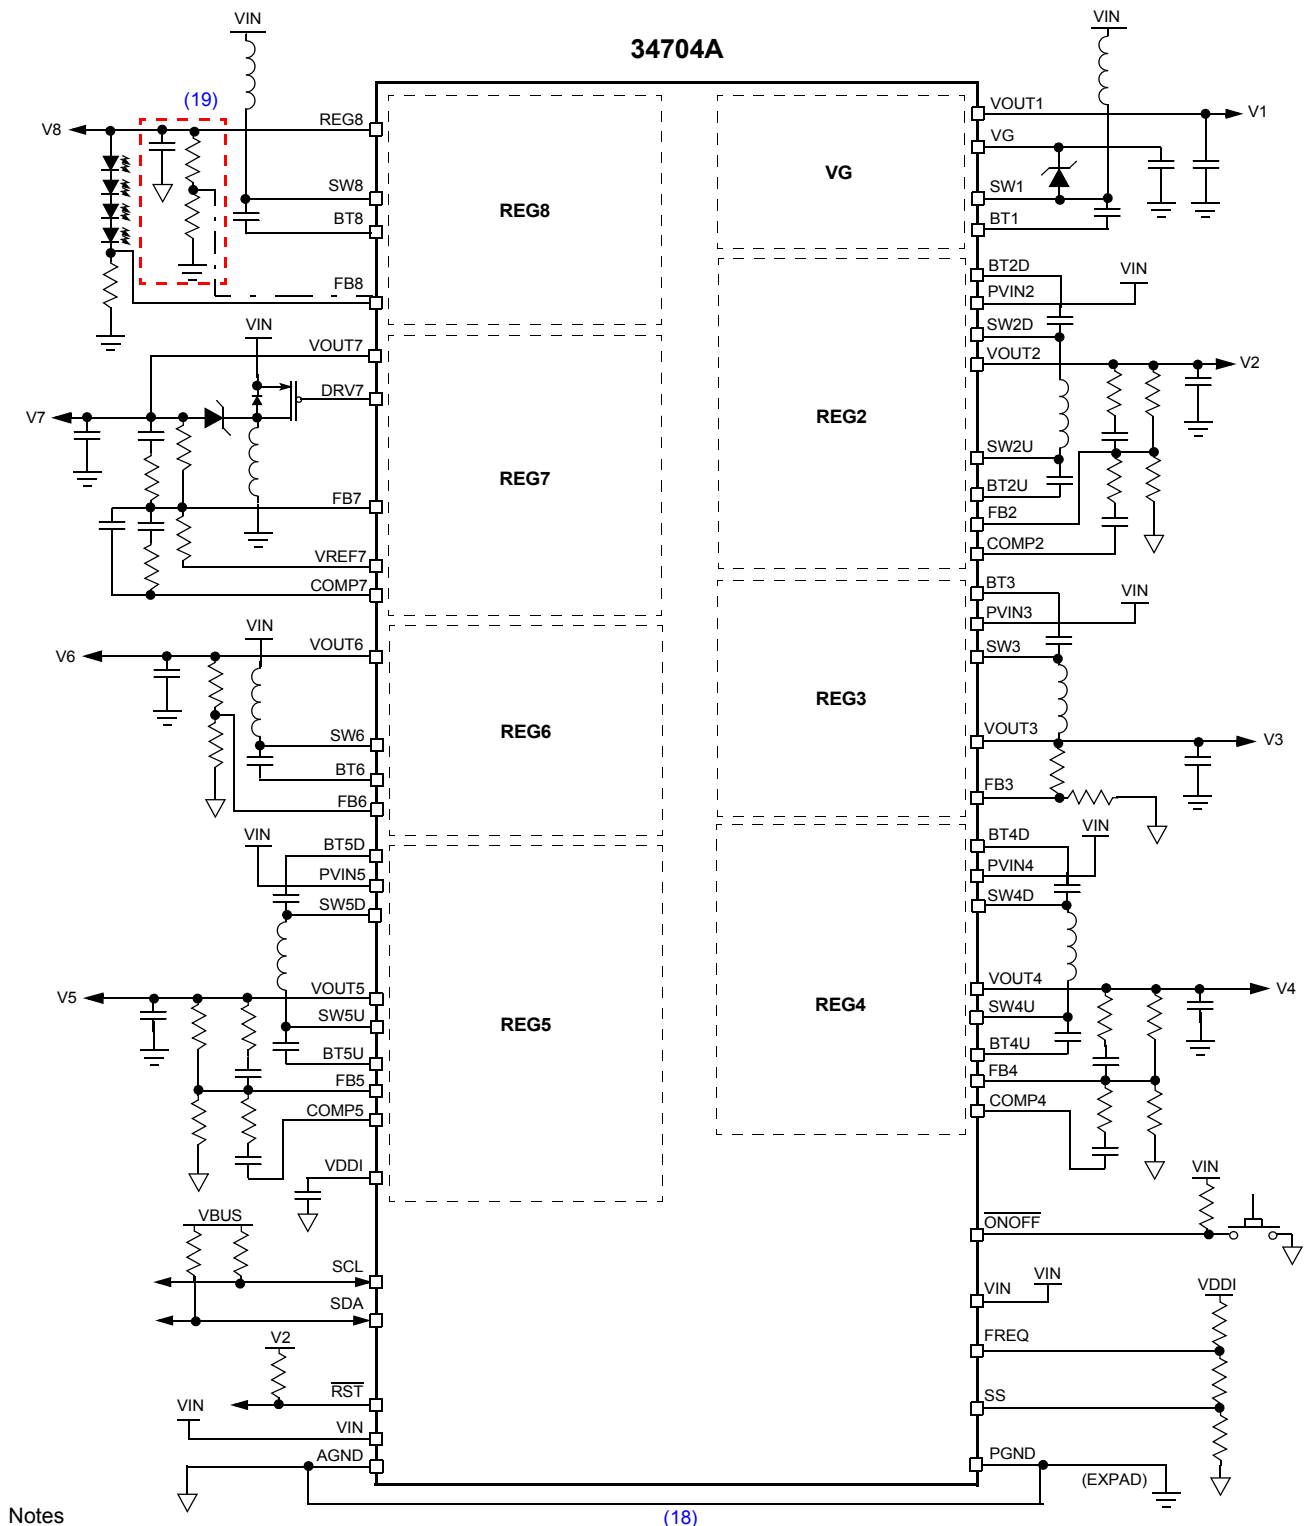 34704A
VIN
(19)
V8
REG8
SW8
BT8
FB8
REG8
VIN
VOUT7
DRV7
V7
FB7
VREF7
COMP7
REG7
VIN
V6
VOUT6
SW6
BT6
FB6
REG6
VIN
BT5D
PVIN5
SW5D
V5
VOUT5
SW5U
BT5U
FB5
COMP5
REG5
VDDI
VBUS
SCL
SDA
V2
RST
VIN
VIN
AGND
VIN
VOUT1
V1
VG
VG
SW1
BT1
BT2D
VIN
PVIN2
SW2D
VOUT2
V2
REG2
SW2U
BT2U
FB2
COMP2
BT3
VIN
PVIN3
SW3
REG3
VOUT3
V3
FB3
BT4D
VIN
PVIN4
SW4D
VOUT4
V4
REG4
SW4U
BT4U
FB4
COMP4
VIN
ONOFF
VIN
VIN
VDDI
FREQ
SS
PGND
(EXPAD)
Notes
(18)